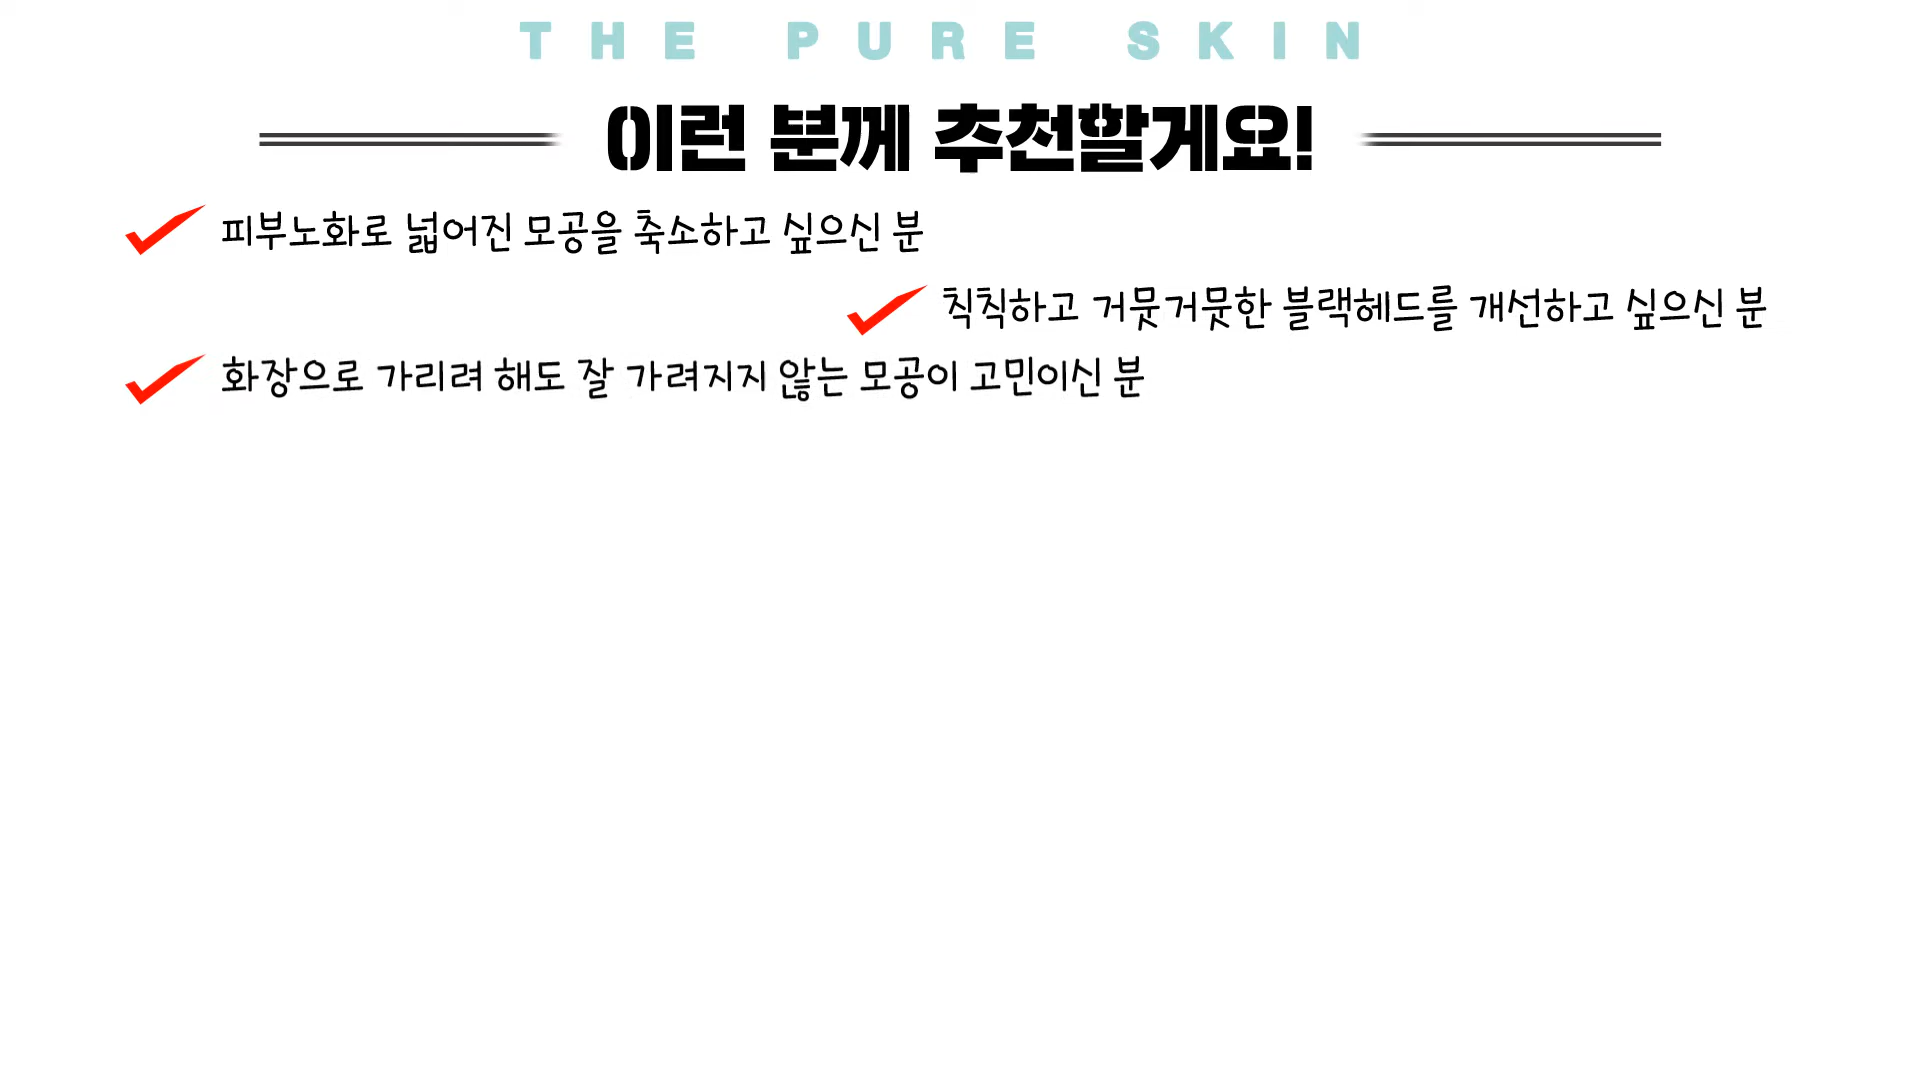 THE PURE SKIN
이런 분께 추천할게요!
피부노화로 넓어진 모공을 축소하고 싶으신 분
칙칙하고 거뭇거뭇한 블랙헤드를 개선하고 싶으신 분
화장으로 가리려 해도 잘 가려지지 않는 모공이 고민이신 분